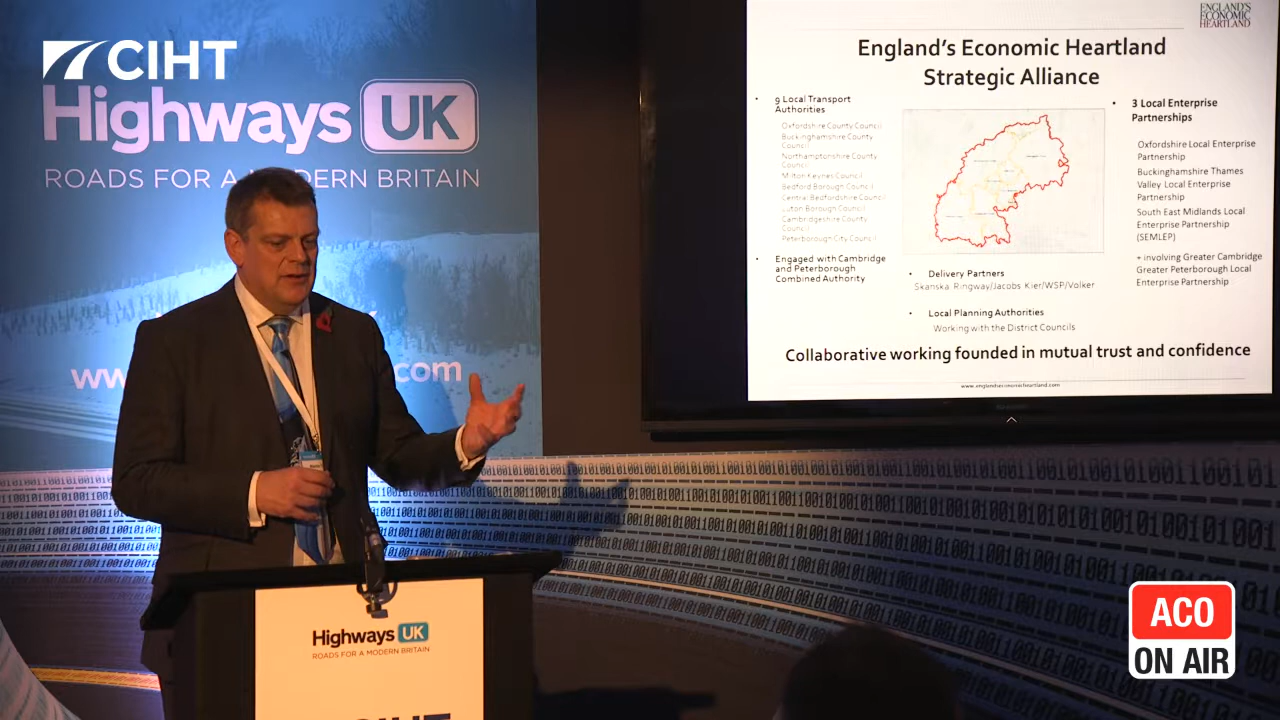 CIHT
Highways UK
ROADS FOR A MODERN BRITAIN
ww
.com
ENGLAND'S
ECONOMIC
HEARTLAND
England's Economic Heartland
Strategic Alliance
• 9 Local Transport
Authorities
Oxfordshire County Council
Buckinghamshire County
Council
Northamptonshire County
Council
Milton Keynes Council
Bedford Borough Council
Central Bedfordshire Council
Luton Borough Council
Cambridgeshire County
Council
Peterborough City Council
• Engaged with Cambridge
and Peterborough
Combined Authority
• Delivery Partners
Skanska Ringway/Jacobs Kier/WSP/Volker
• Local Planning Authorities
Working with the District Councils
• 3 Local Enterprise
Partnerships
Oxfordshire Local Enterprise
Partnership
Buckinghamshire Thames
Valley Local Enterprise
Partnership
South East Midlands Local
Enterprise Partnership
(SEMLEP)
+ involving Greater Cambridge
Greater Peterborough Local
Enterprise Partnership
Collaborative working founded in mutual trust and confidence
www.englandseconomicheartland.com
Highways UK
ROADS FOR A MODERN BRITAIN
CIHT
ACO
ON AIR